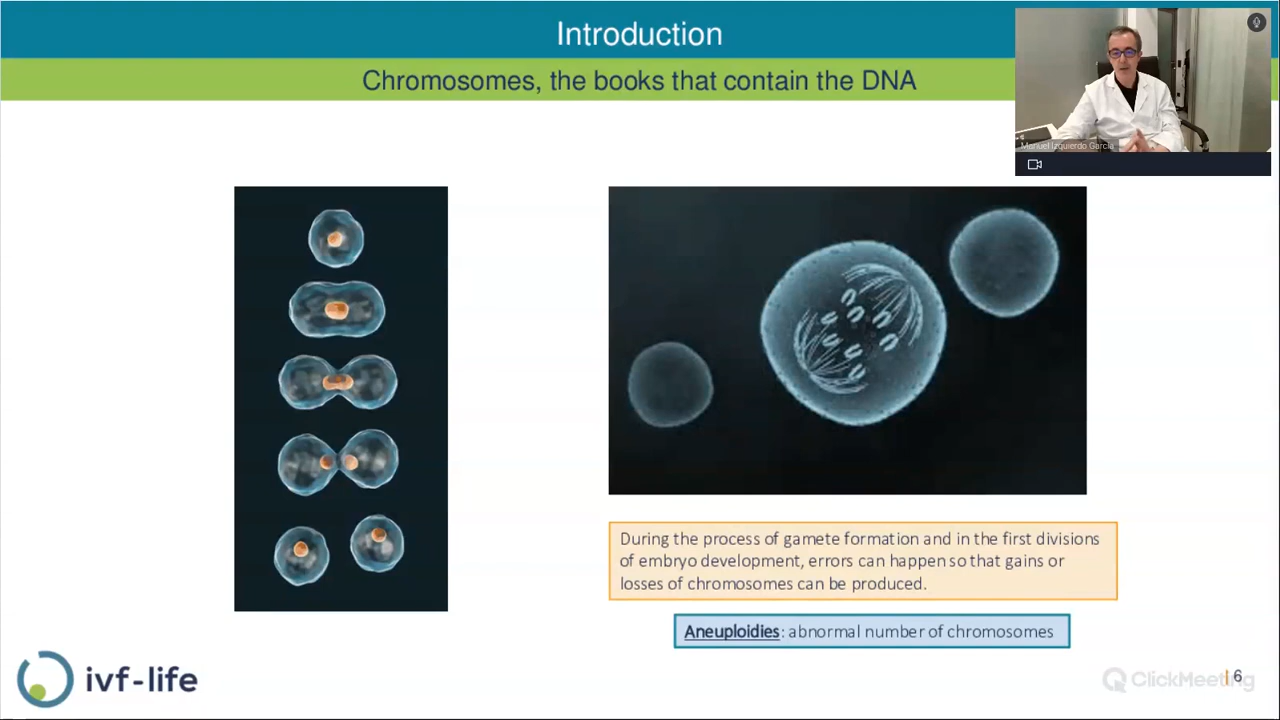 Introduction
Chromosomes, the books that contain the DNA
Manuel Izquierdo García
During the process of gamete formation and in the first divisions
of embryo development, errors can happen so that gains or
losses of chromosomes can be produced.
Aneuploidies: abnormal number of chromosomes
ivf-life
ClickMeeting
6